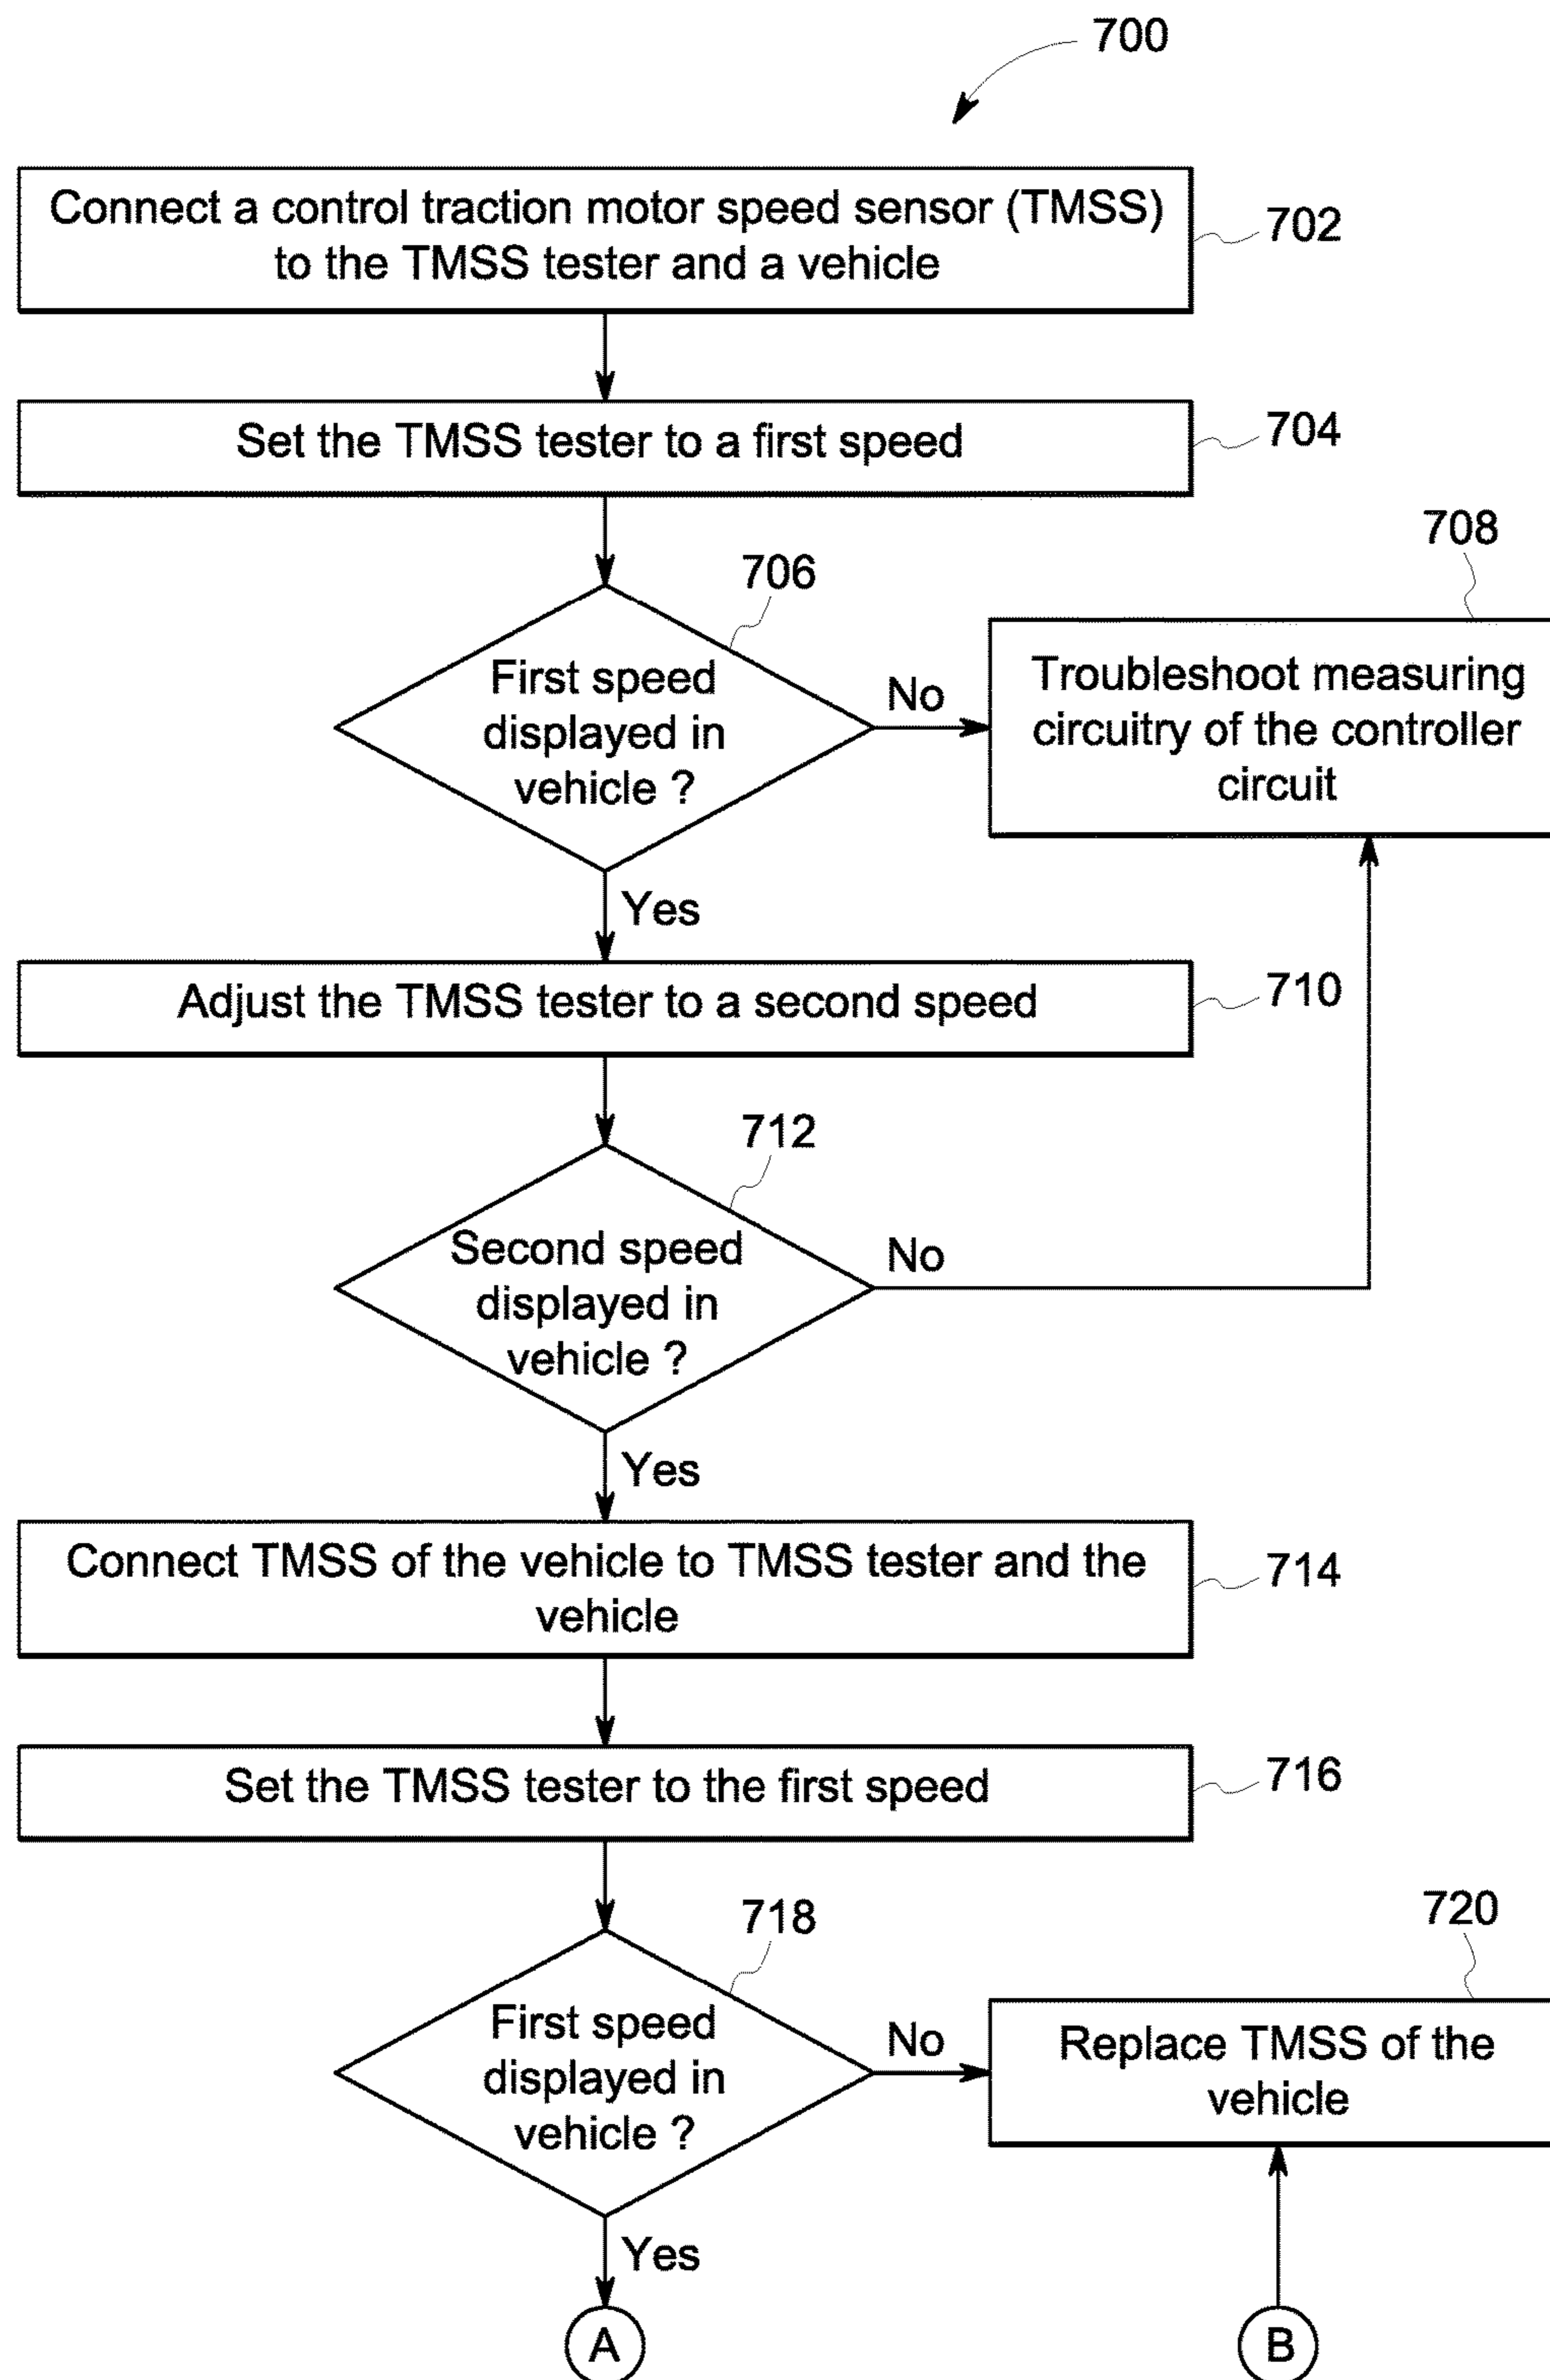 700
Connect a control traction motor speed sensor (TMSS)
to the TMSS tester and a vehicle
702
Set the TMSS tester to a first speed
704
706
First speed
displayed in
vehicle ?
No
708
Troubleshoot measuring
circuitry of the controller
circuit
Yes
Adjust the TMSS tester to a second speed
710
712
Second speed
displayed in
vehicle ?
No
Yes
Connect TMSS of the vehicle to TMSS tester and the
vehicle
714
Set the TMSS tester to the first speed
716
718
First speed
displayed in
vehicle ?
No
720
Replace TMSS of the
vehicle
Yes
A
B